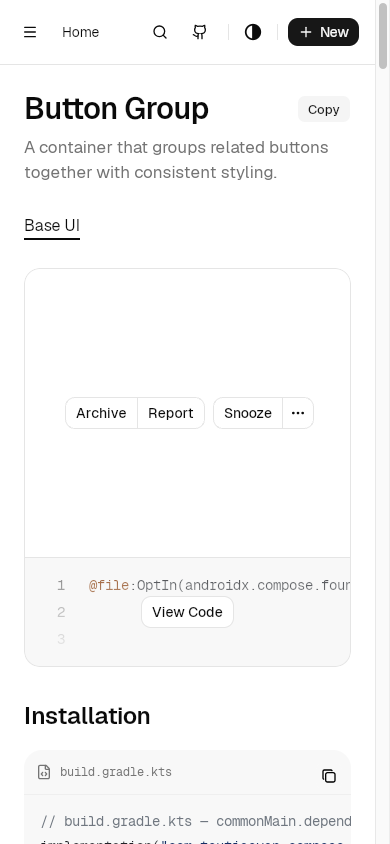 Home
New
Button Group
Copy
A container that groups related buttons
together with consistent styling.
Base UI
Archive
Report
Snooze
1 @file:OptIn(androidx.compose.foun
2
View Code
3
Installation
build.gradle.kts
// build.gradle.kts — commonMain.depend